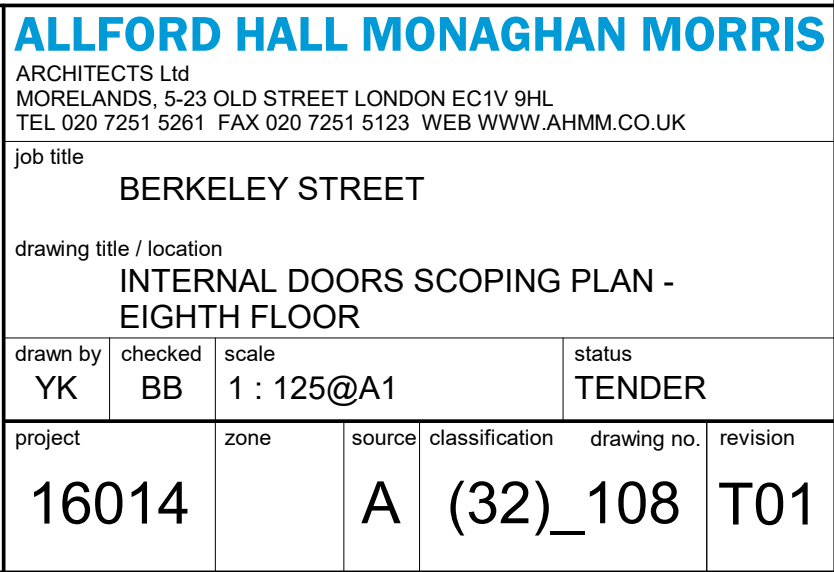 ALLFORD HALL MONAGHAN MORRIS
ARCHITECTS Ltd
MORELANDS, 5-23 OLD STREET LONDON EC1V 9HL
TEL 020 7251 5261 FAX 020 7251 5123 WEB WWW.AHMM.CO.UK
job title
BERKELEY STREET
drawing title / location
INTERNAL DOORS SCOPING PLAN -
EIGHTH FLOOR
drawn by checked scale status
YK BB 1 : 125@A1 TENDER
project zone source classification drawing no. revision
16014 A (32)_108 T01